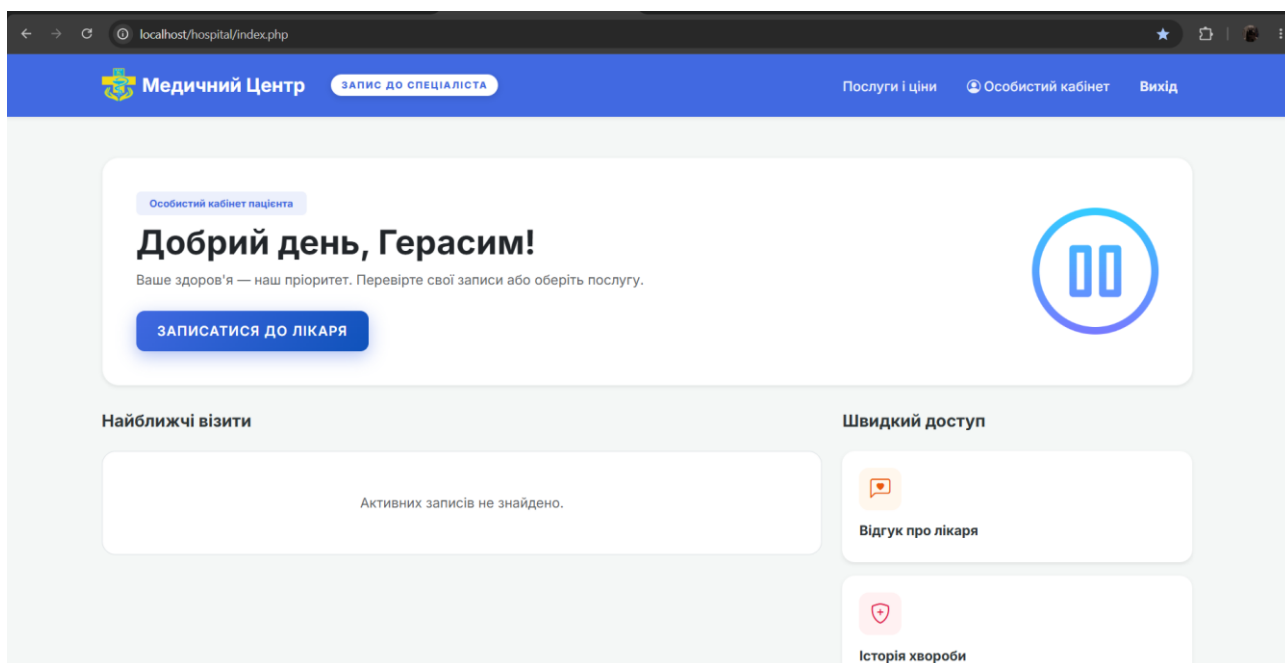 localhost/hospital/index.php
Медичний Центр
ЗАПИС ДО СПЕЦІАЛІСТА
Послуги і ціни
Особистий кабінет
Вихід
Особистий кабінет пацієнта
Добрий день, Герасим!
Ваше здоров'я — наш пріоритет. Перевірте свої записи або оберіть послугу.
ЗАПИСАТИСЯ ДО ЛІКАРЯ
Найближчі візити
Активних записів не знайдено.
Швидкий доступ
Відгук про лікаря
Історія хвороби